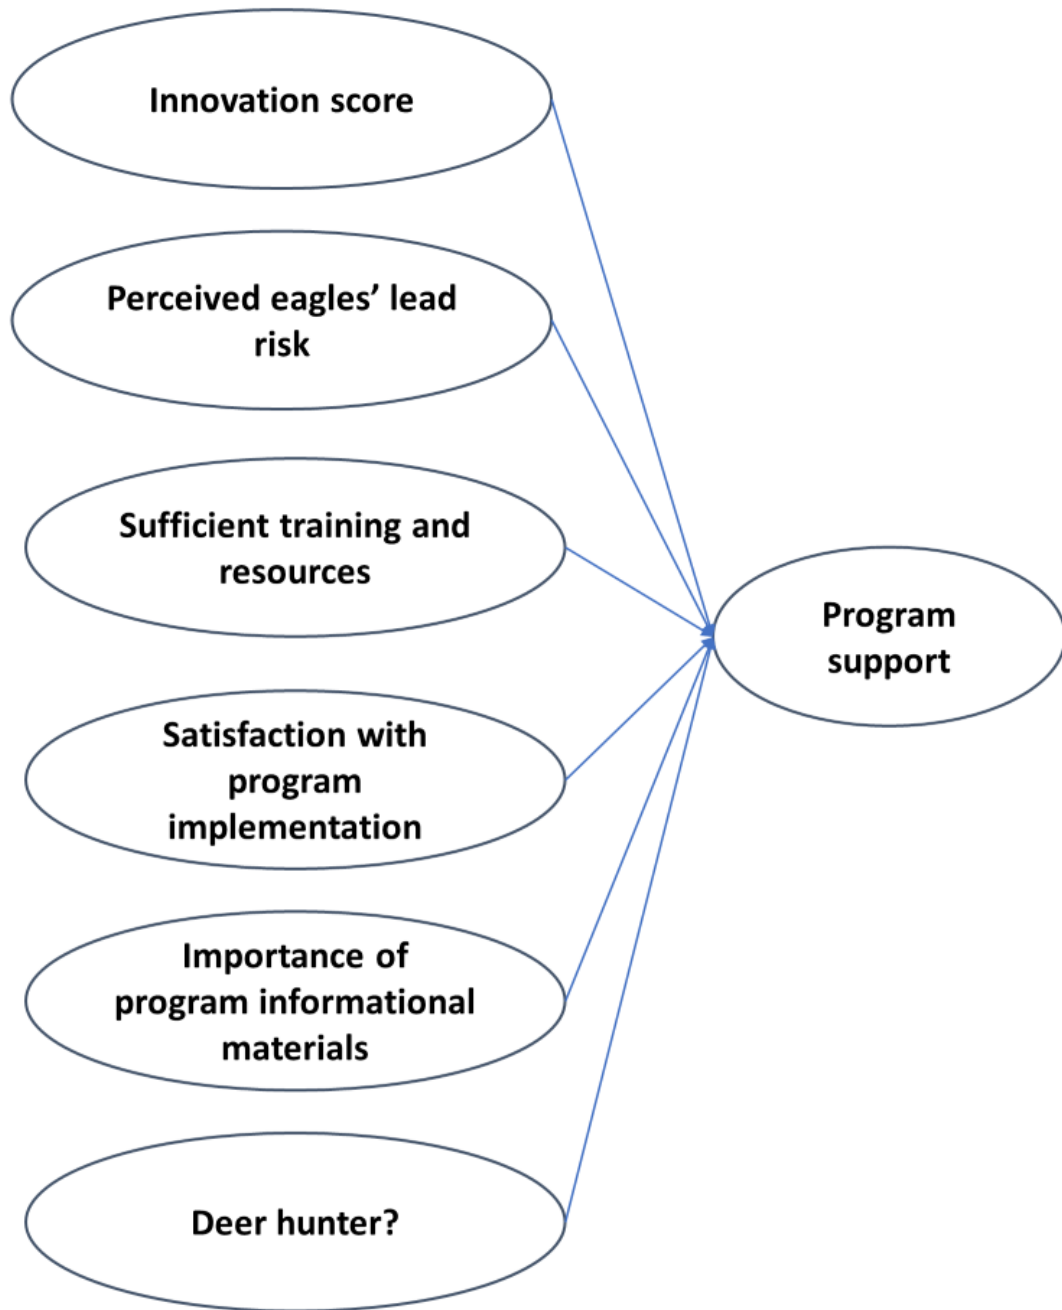 Innovation score
Perceived eagles’ lead
risk
Sufficient training and
resources
Satisfaction with
program
implementation
Importance of
program informational
materials
Deer hunter?
Program
support